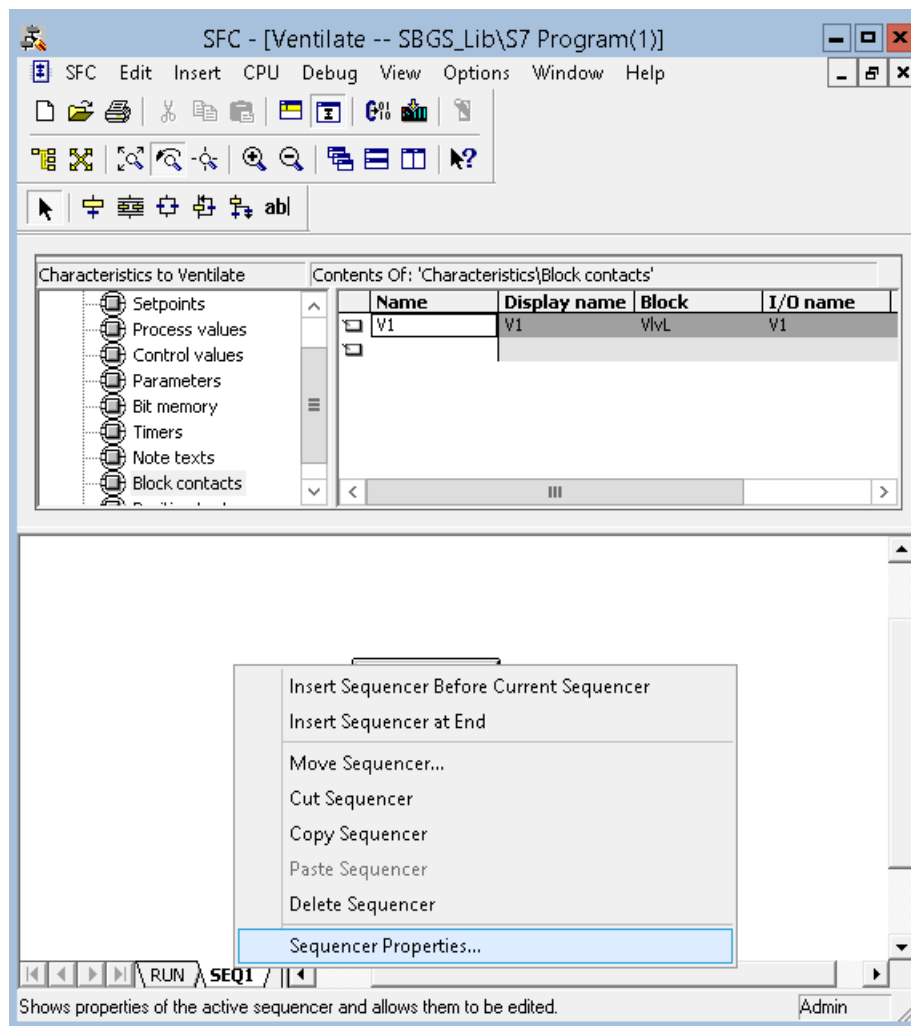 SFC - [Ventilate -- SBGS_Lib\S7 Program(1)]
SFC Edit Insert CPU Debug View Options Window Help
abl
Characteristics to Ventilate
Contents Of: 'Characteristics\Block contacts'
Setpoints
Process values
Control values
Parameters
Bit memory
Timers
Note texts
Block contacts
Name Display name Block I/O name
V1 V1 VlvL V1
Insert Sequencer Before Current Sequencer
Insert Sequencer at End
Move Sequencer...
Cut Sequencer
Copy Sequencer
Paste Sequencer
Delete Sequencer
Sequencer Properties...
RUN SEQ1
Shows properties of the active sequencer and allows them to be edited. Admin